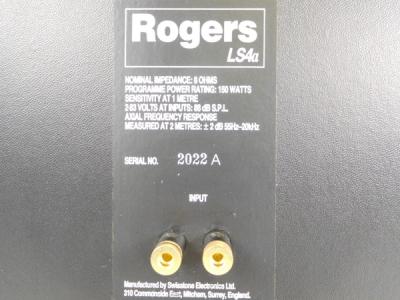 Rogers
LS4a
NOMINAL IMPEDANCE: 8 OHMS
PROGRAMME POWER RATING: 150 WATTS
SENSITIVITY AT 1 METRE
2·83 VOLTS AT INPUTS: 88 dB S.P.L.
AXIAL FREQUENCY RESPONSE
MEASURED AT 2 METRES: ± 2 dB 55Hz–20kHz
SERIAL NO. 2022 A
INPUT
Manufactured by Swisstone Electronics Ltd.
310 Commonside East, Mitcham, Surrey, England.